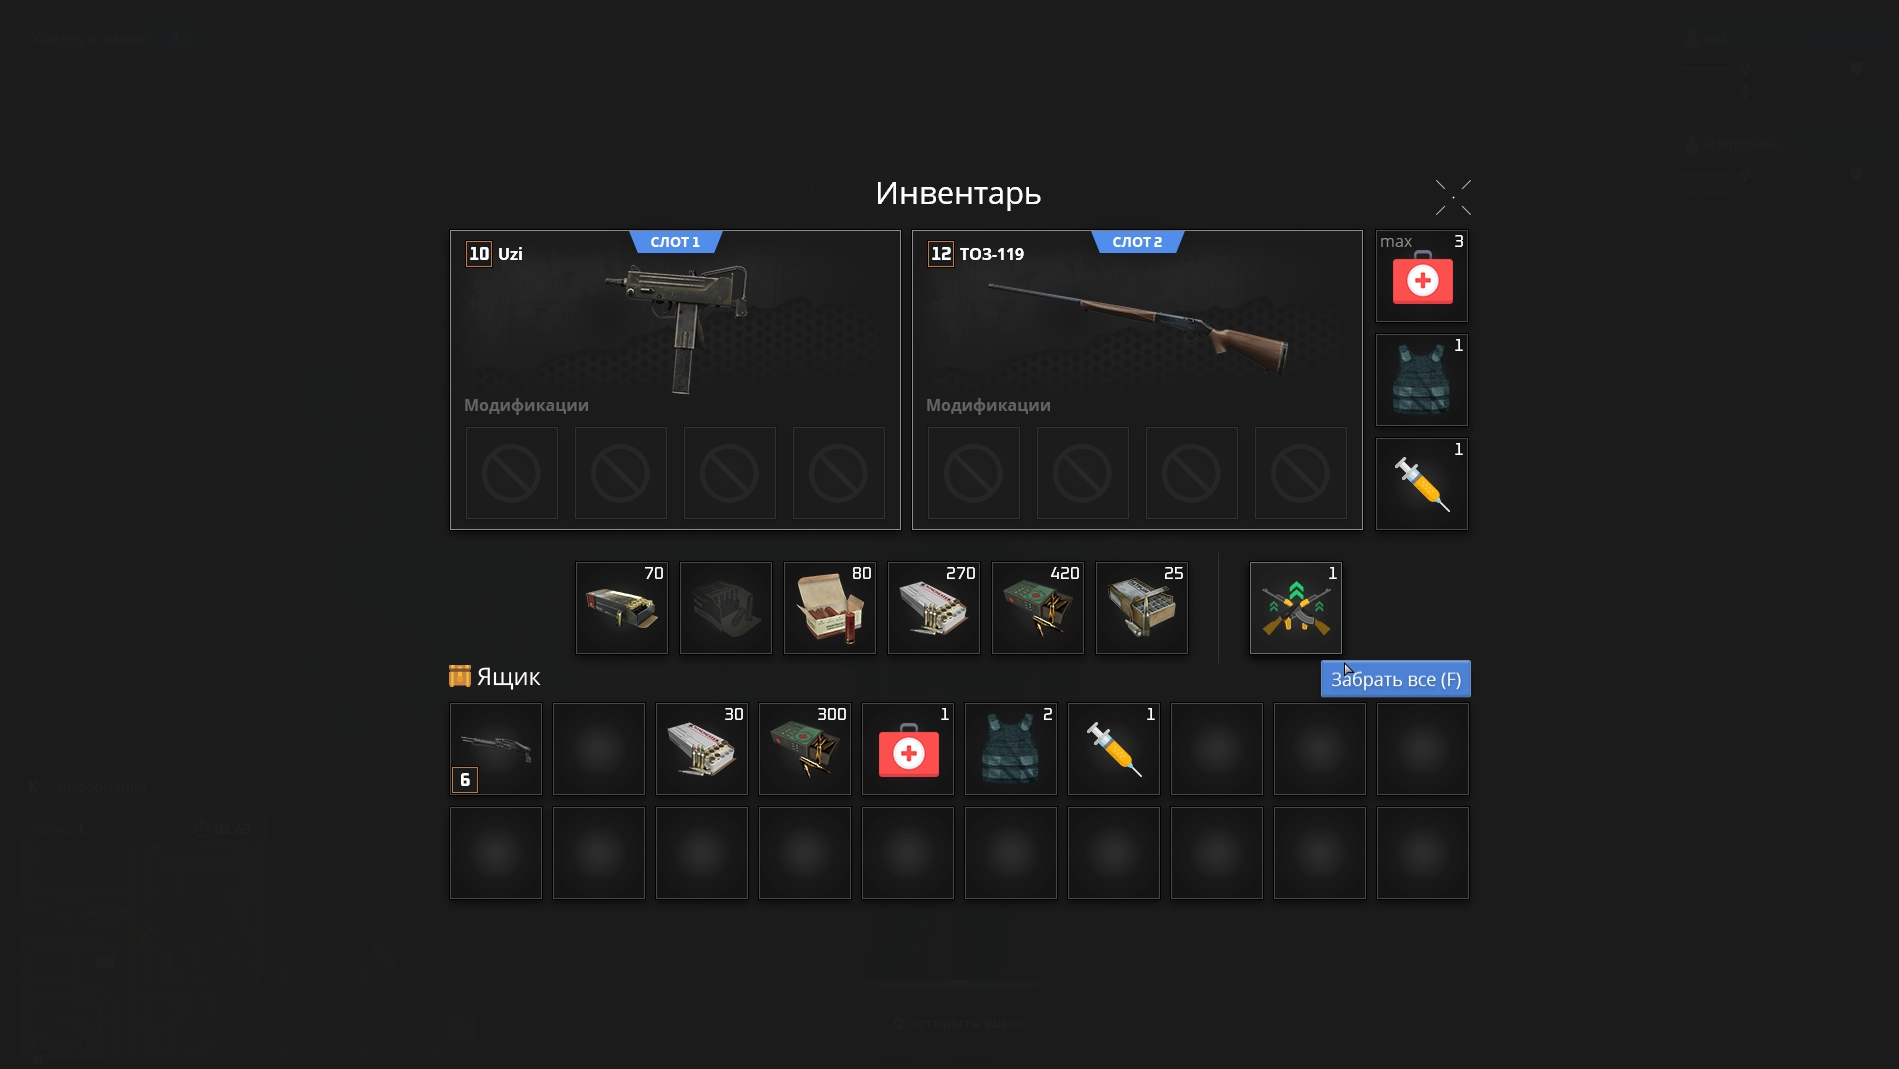 Инвентарь
СЛОТ 1
10 Uzi
Модификации
СЛОТ 2
12 ТОЗ-119
Модификации
max 3
1
1
70
80
270
420
25
1
Ящик
Забрать все (F)
30
300
1
2
1
6